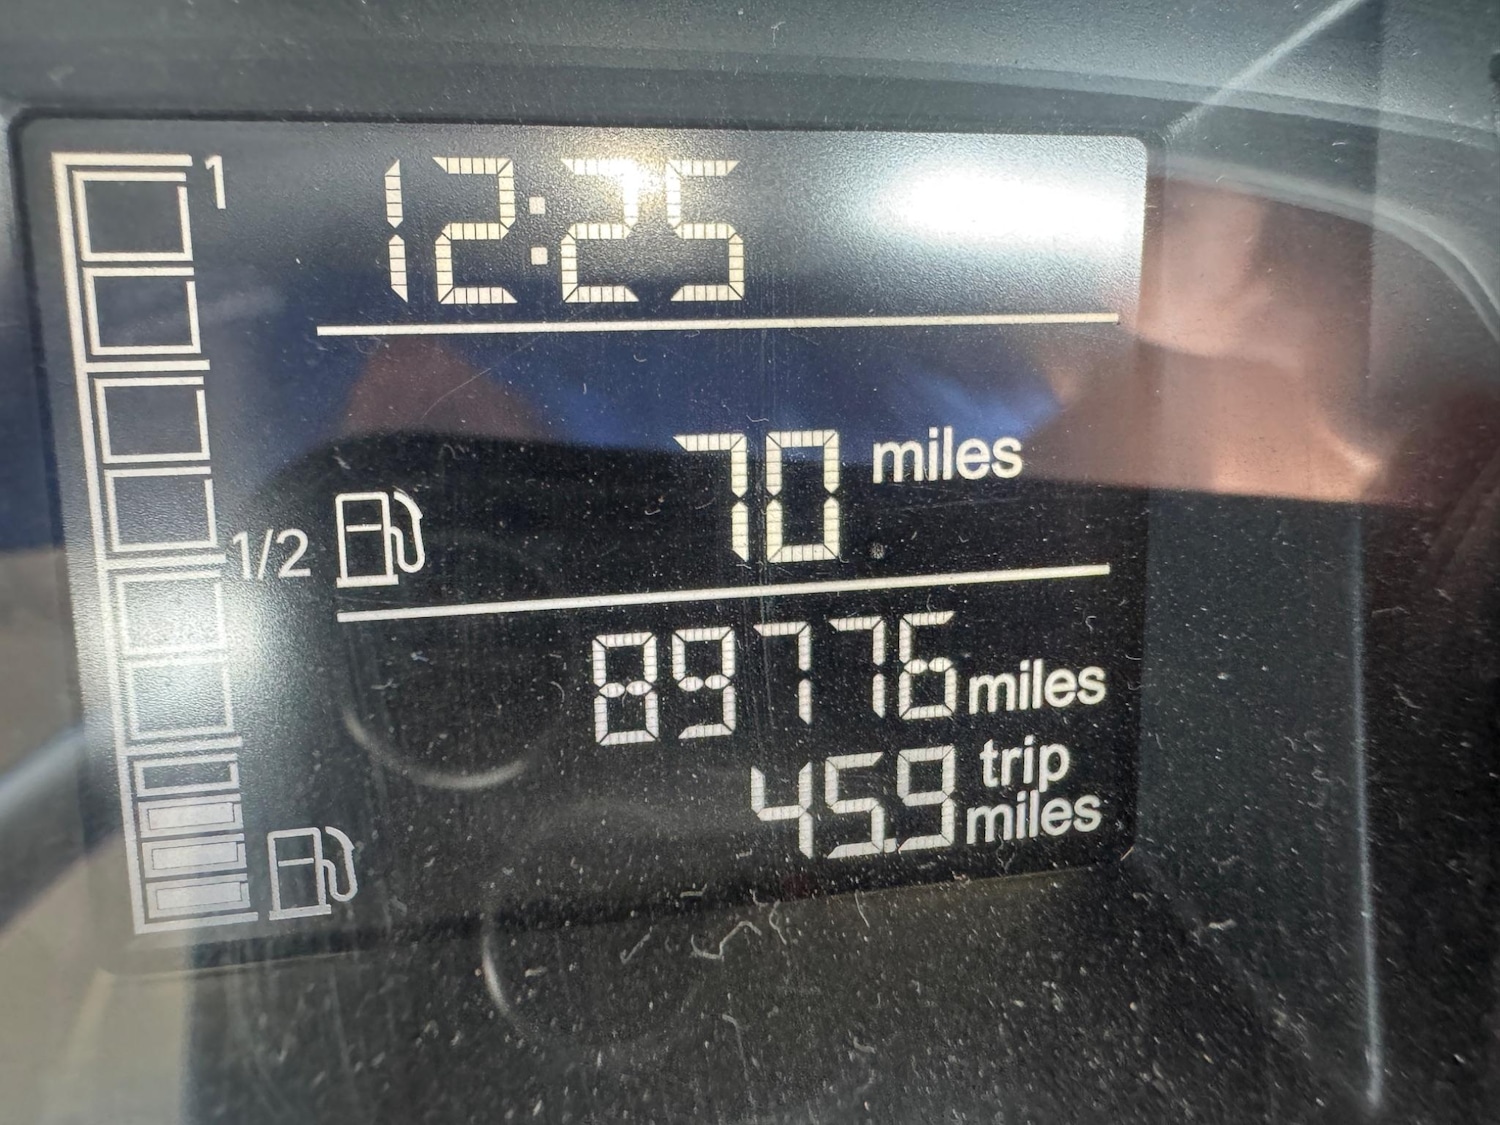 1
12:25
70 miles
1/2
89776 miles
45.9 trip miles